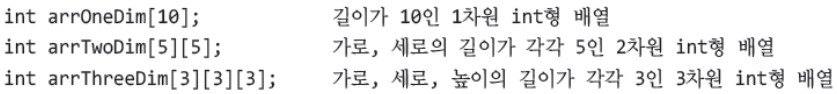 int arrOneDim[10]; 길이가 10인 1차원 int형 배열
int arrTwoDim[5][5]; 가로, 세로의 길이가 각각 5인 2차원 int형 배열
int arrThreeDim[3][3][3]; 가로, 세로, 높이의 길이가 각각 3인 3차원 int형 배열